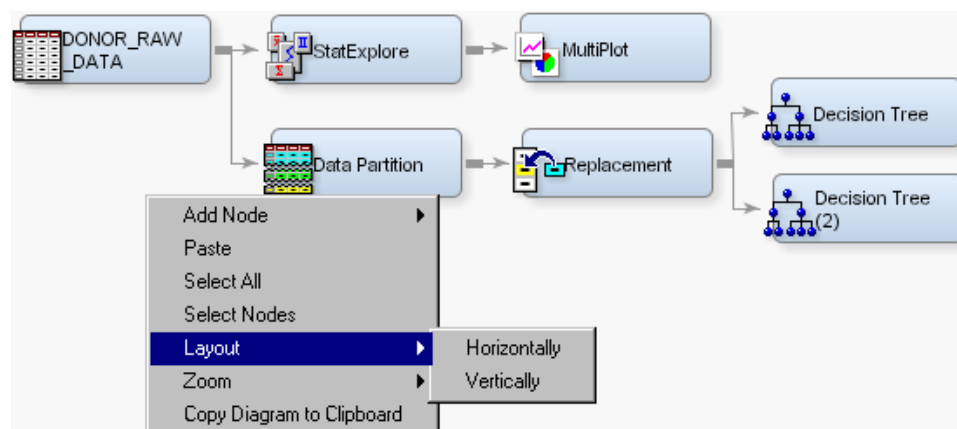 DONOR_RAW
_DATA
StatExplore
MultiPlot
Data Partition
Replacement
Decision Tree
Decision Tree
(2)
Add Node
Paste
Select All
Select Nodes
Layout
Zoom
Copy Diagram to Clipboard
Horizontally
Vertically